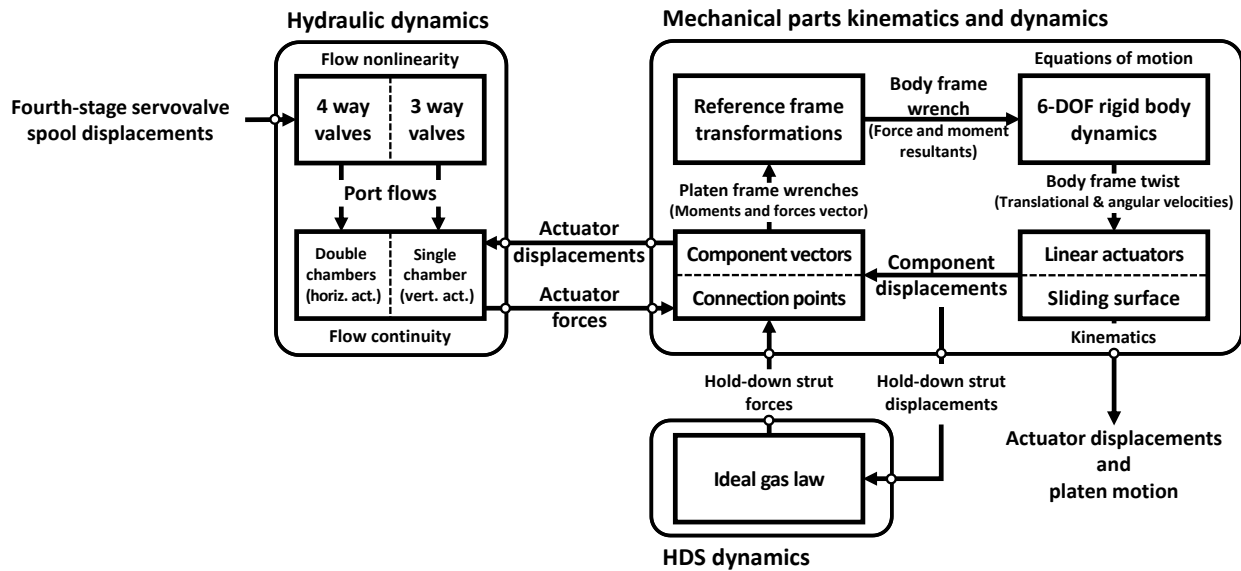 Hydraulic dynamics
Flow nonlinearity
Fourth-stage servovalve
spool displacements
4 way
valves
3 way
valves
Port flows
Double
chambers
(horiz. act.)
Single
chamber
(vert. act.)
Flow continuity
Actuator
displacements
Actuator
forces
Mechanical parts kinematics and dynamics
Reference frame
transformations
Body frame
wrench
(Force and moment
resultants)
Equations of motion
6-DOF rigid body
dynamics
Platen frame wrenches
(Moments and forces vector)
Body frame twist
(Translational & angular velocities)
Component vectors
Connection points
Component
displacements
Linear actuators
Sliding surface
Kinematics
Hold-down strut
forces
Hold-down strut
displacements
Actuator displacements
and
platen motion
Ideal gas law
HDS dynamics